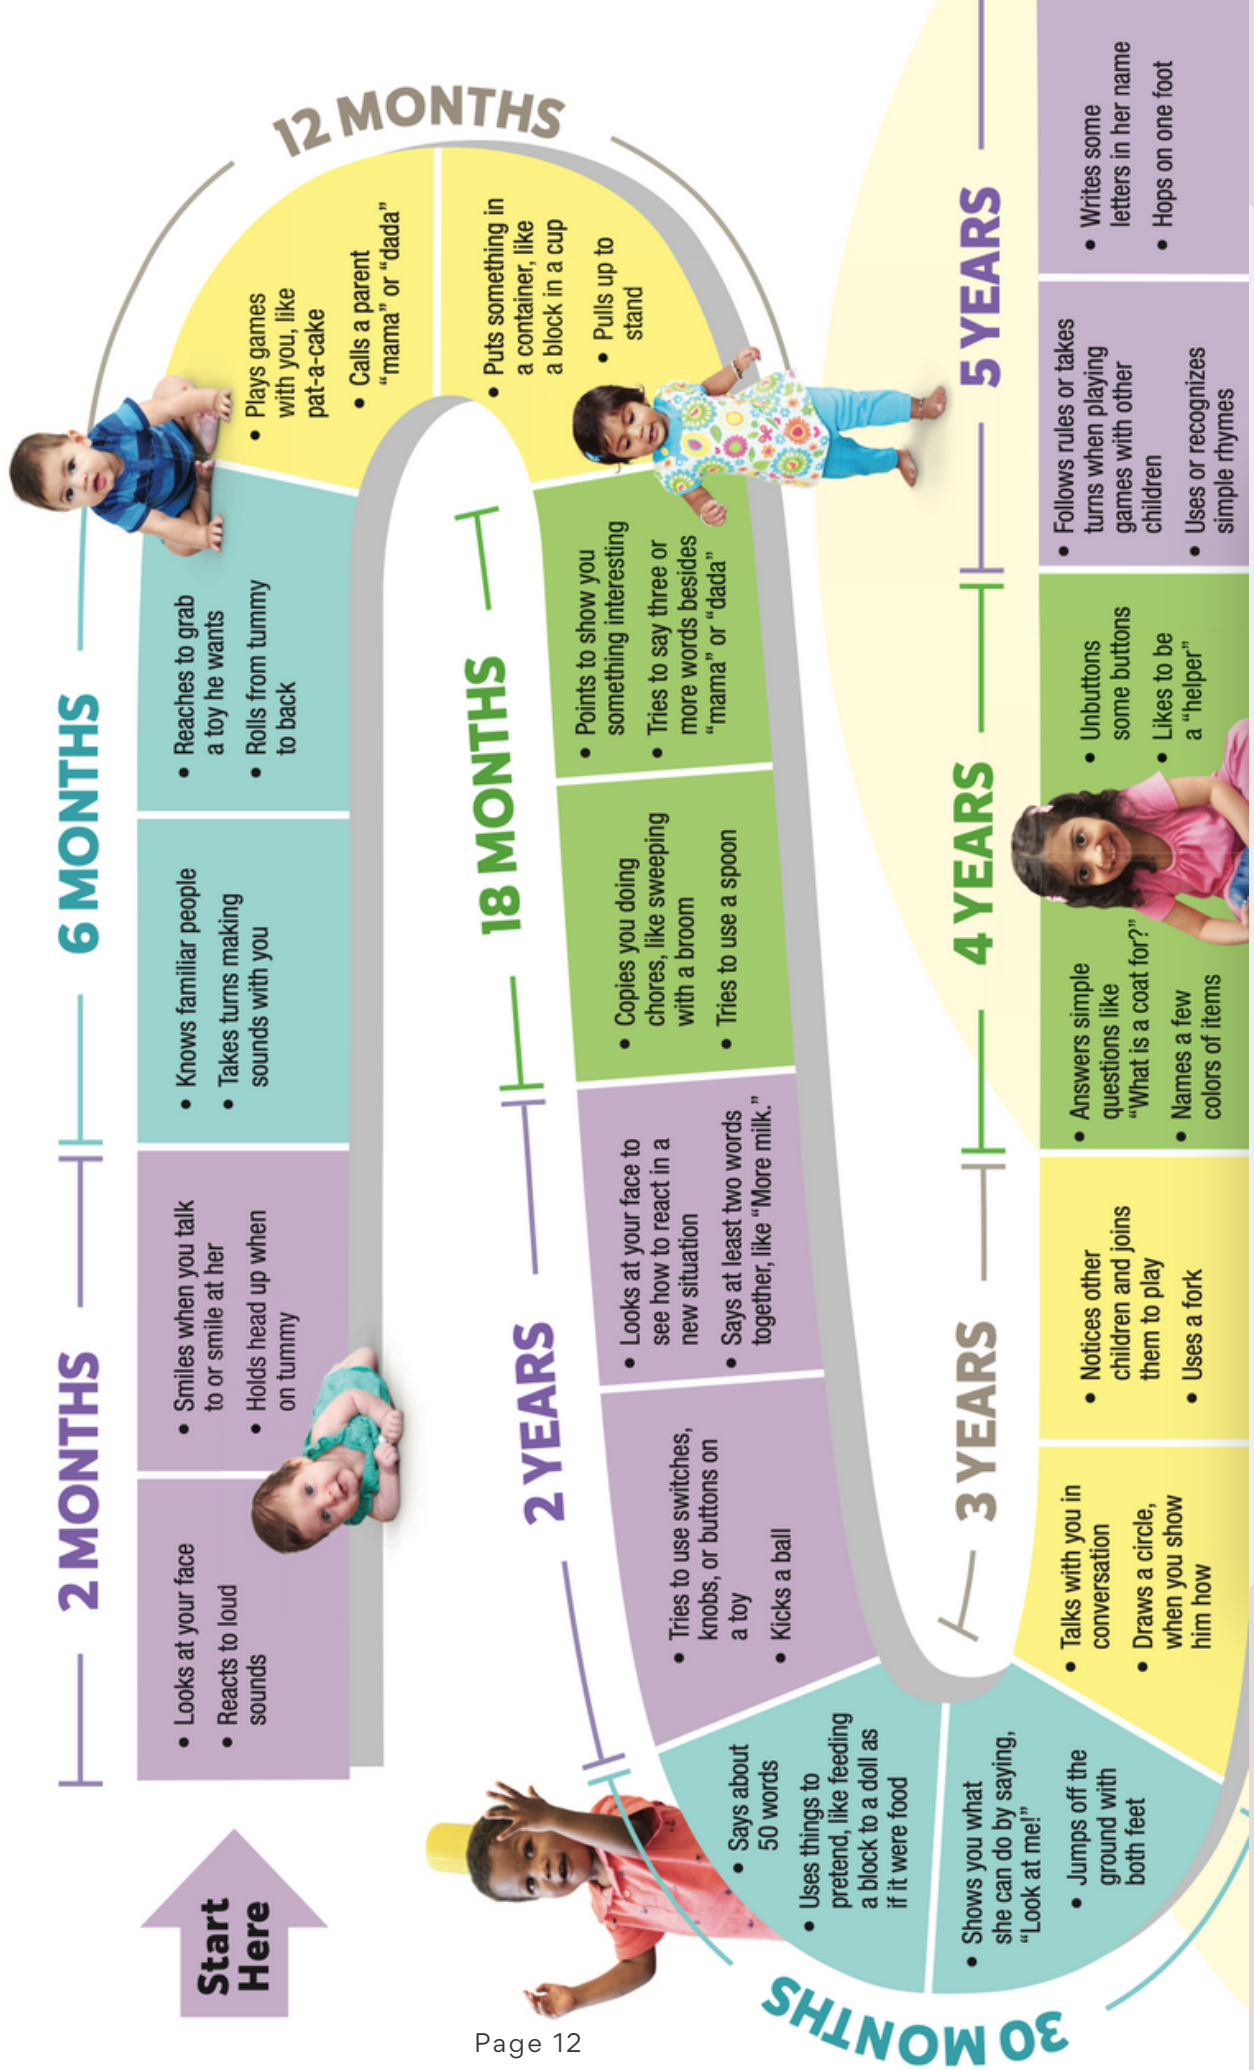 Start
Here
2 MONTHS
• Looks at your face
• Reacts to loud
sounds
• Smiles when you talk
to or smile at her
• Holds head up when
on tummy
6 MONTHS
• Knows familiar people
• Takes turns making
sounds with you
• Reaches to grab
a toy he wants
• Rolls from tummy
to back
12 MONTHS
• Plays games
with you, like
pat-a-cake
• Calls a parent
“mama” or “dada”
• Puts something in
a container, like
a block in a cup
• Pulls up to
stand
18 MONTHS
• Points to show you
something interesting
• Tries to say three or
more words besides
“mama” or “dada”
• Copies you doing
chores, like sweeping
with a broom
• Tries to use a spoon
2 YEARS
• Looks at your face to
see how to react in a
new situation
• Says at least two words
together, like “More milk.”
• Tries to use switches,
knobs, or buttons on
a toy
• Kicks a ball
30 MONTHS
• Says about
50 words
• Uses things to
pretend, like feeding
a block to a doll as
if it were food
• Shows you what
she can do by saying,
“Look at me!”
• Jumps off the
ground with
both feet
3 YEARS
• Talks with you in
conversation
• Draws a circle,
when you show
him how
• Notices other
children and joins
them to play
• Uses a fork
4 YEARS
• Answers simple
questions like
“What is a coat for?”
• Names a few
colors of items
• Unbuttons
some buttons
• Likes to be
a “helper”
5 YEARS
• Follows rules or takes
turns when playing
games with other
children
• Uses or recognizes
simple rhymes
• Writes some
letters in her name
• Hops on one foot
Page 12